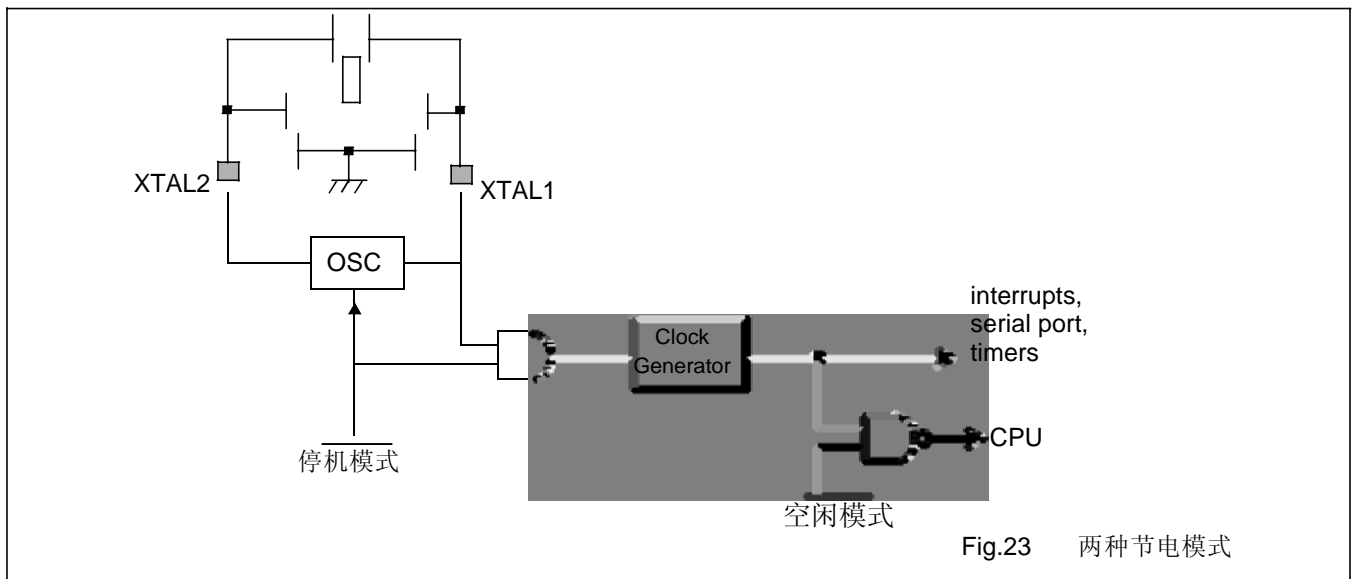 XTAL2
XTAL1
OSC
interrupts,
serial port,
timers
Clock
Generator
CPU
停机模式
空闲模式
Fig.23 两种节电模式